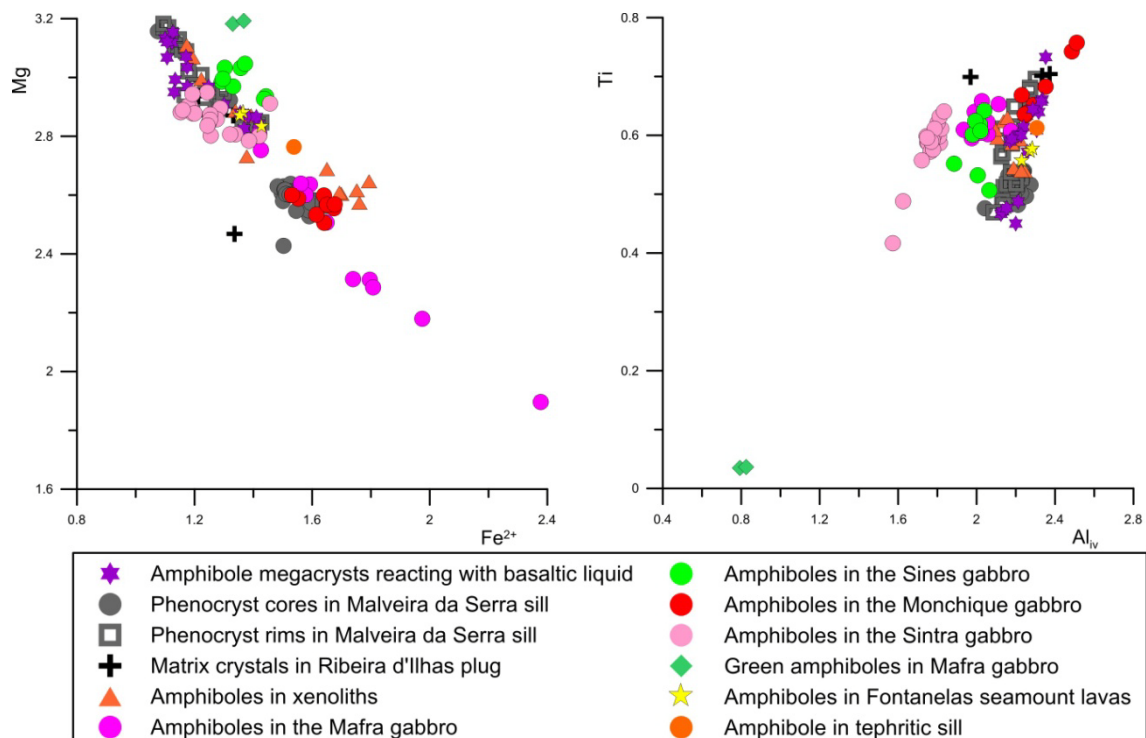 3.2
2.8
2.4
2
1.6
Mg
0.8
1.2
1.6
2
2.4
Fe2+
0.8
0.6
0.4
0.2
0
Ti
0.4
0.8
1.2
1.6
2
2.4
2.8
Aliv
Amphibole megacrysts reacting with basaltic liquid
Phenocryst cores in Malveira da Serra sill
Phenocryst rims in Malveira da Serra sill
Matrix crystals in Ribeira d'Ilhas plug
Amphiboles in xenoliths
Amphiboles in the Mafra gabbro
Amphiboles in the Sines gabbro
Amphiboles in the Monchique gabbro
Amphiboles in the Sintra gabbro
Green amphiboles in Mafra gabbro
Amphiboles in Fontanelas seamount lavas
Amphibole in tephritic sill